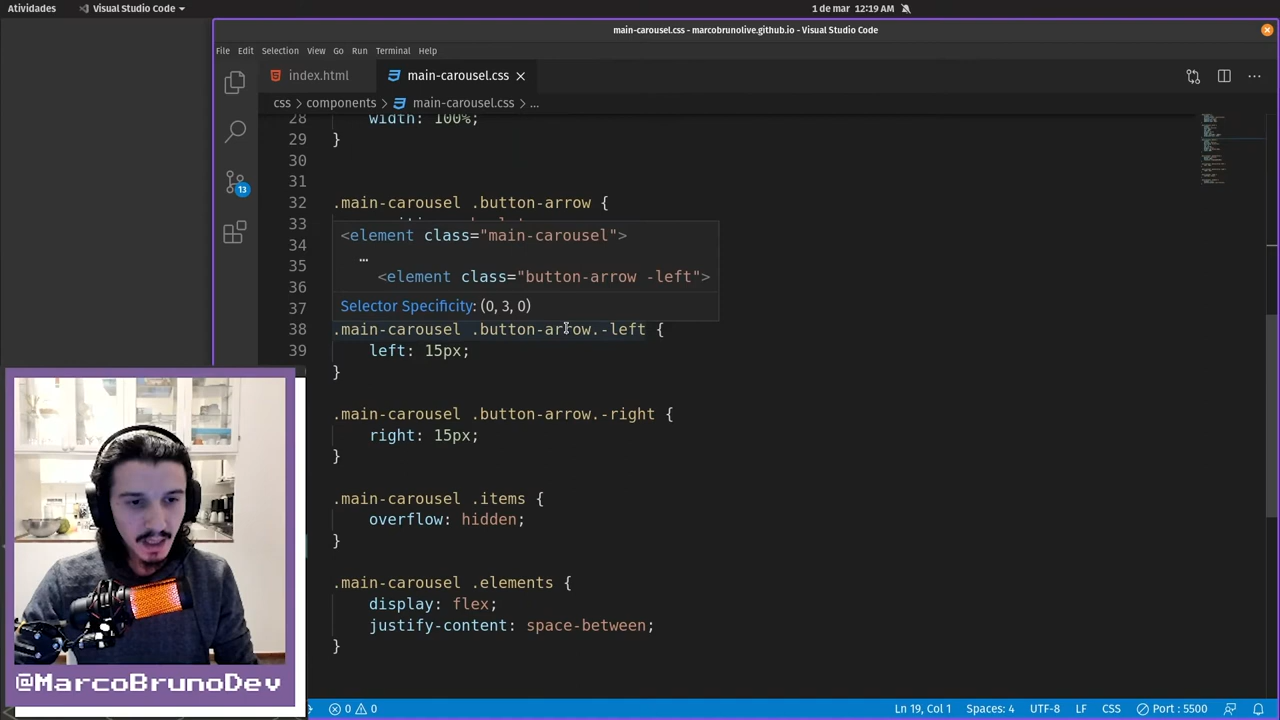 Atividades
Visual Studio Code
1 de mar 12:19 AM
main-carousel.css - marcobrunolive.github.io - Visual Studio Code
File Edit Selection View Go Run Terminal Help
index.html
main-carousel.css
css > components > main-carousel.css > ...
28 width: 100%;
29 }
30
31
32 .main-carousel .button-arrow {
33
<element class="main-carousel">
34
…
35
<element class="button-arrow -left">
36
37
Selector Specificity: (0, 3, 0)
38 .main-carousel .button-arrow.-left {
39 left: 15px;
}
.main-carousel .button-arrow.-right {
right: 15px;
}
.main-carousel .items {
overflow: hidden;
}
.main-carousel .elements {
display: flex;
justify-content: space-between;
}
13
@MarcoBrunoDev
0 0
Ln 19, Col 1 Spaces: 4 UTF-8 LF CSS Port : 5500